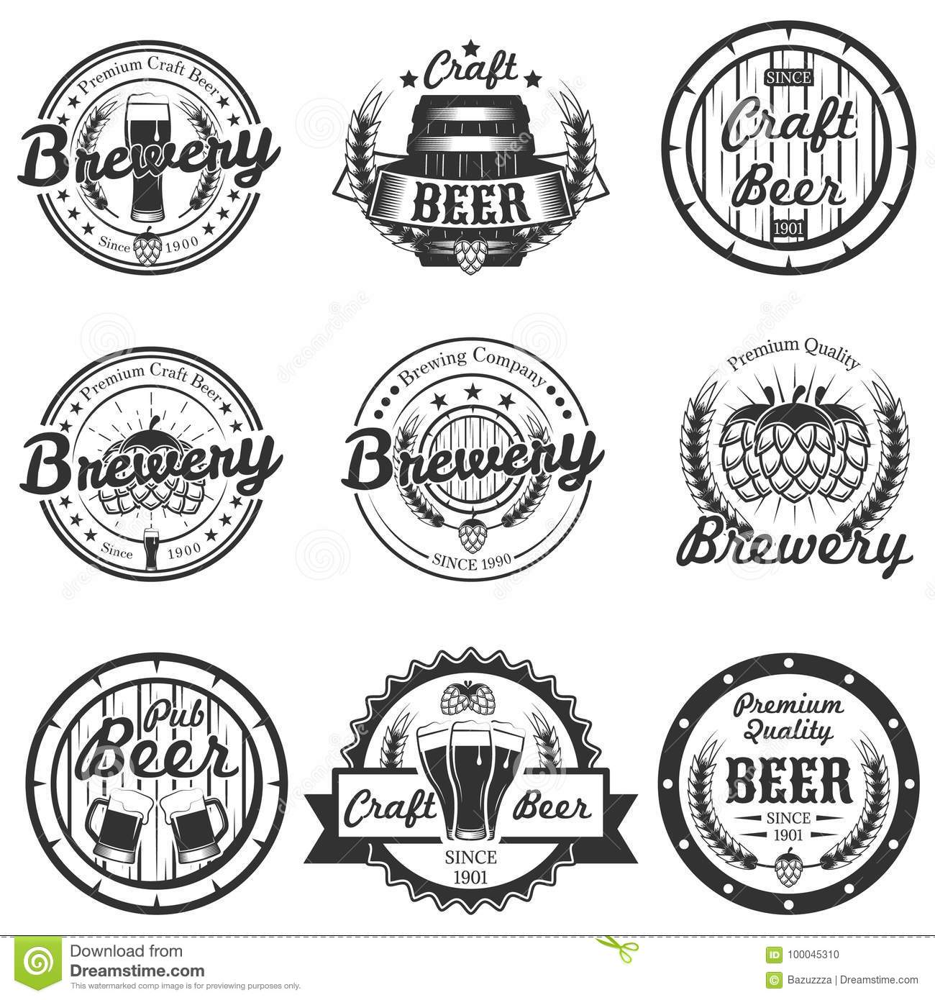 Premium Craft Beer
Brewery
Since 1900
Craft
BEER
SINCE
Craft
Beer
1901
Premium Craft Beer
Brewery
Since 1900
Brewing Company
Brewery
SINCE 1990
Premium Quality
Brewery
Pub
Beer
Craft Beer
SINCE
1901
Premium
Quality
BEER
SINCE
1901
Download from
Dreamstime.com
This watermarked comp image is for previewing purposes only.
ID 100045310
© Bazuzzza | Dreamstime.com